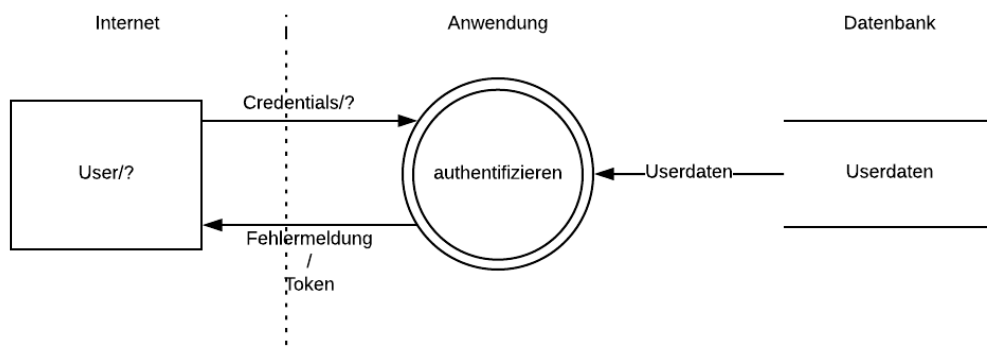 Internet
Anwendung
Datenbank
Credentials/?
User/?
authentifizieren
Userdaten
Userdaten
Fehlermeldung
/
Token